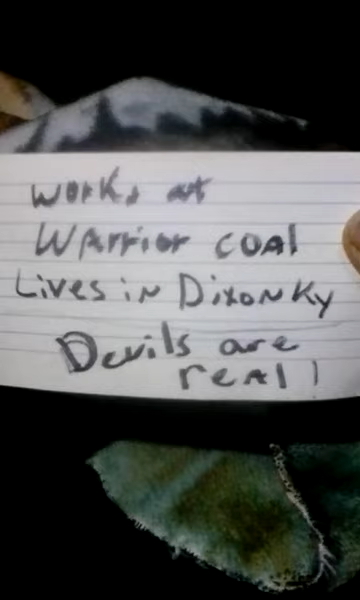 Works at
Warrior coal
Lives in Dixon Ky
Devils are
real!